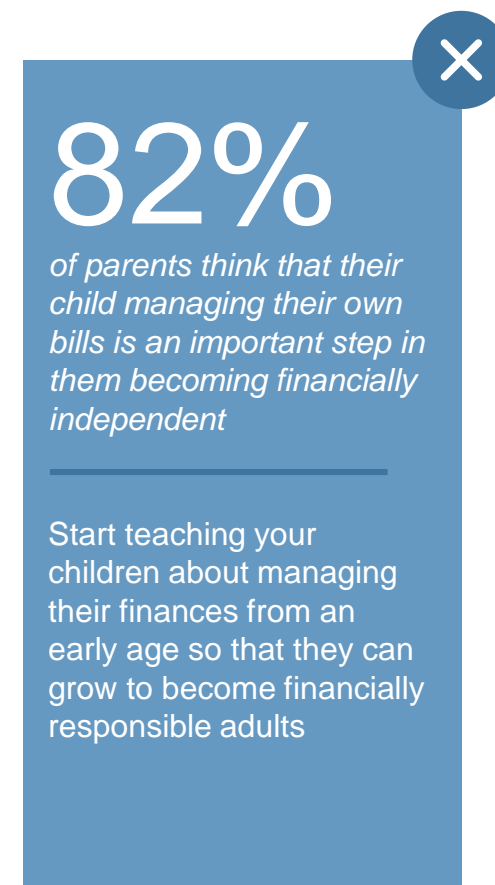 82%
of parents think that their
child managing their own
bills is an important step in
them becoming financially
independent
Start teaching your
children about managing
their finances from an
early age so that they can
grow to become financially
responsible adults